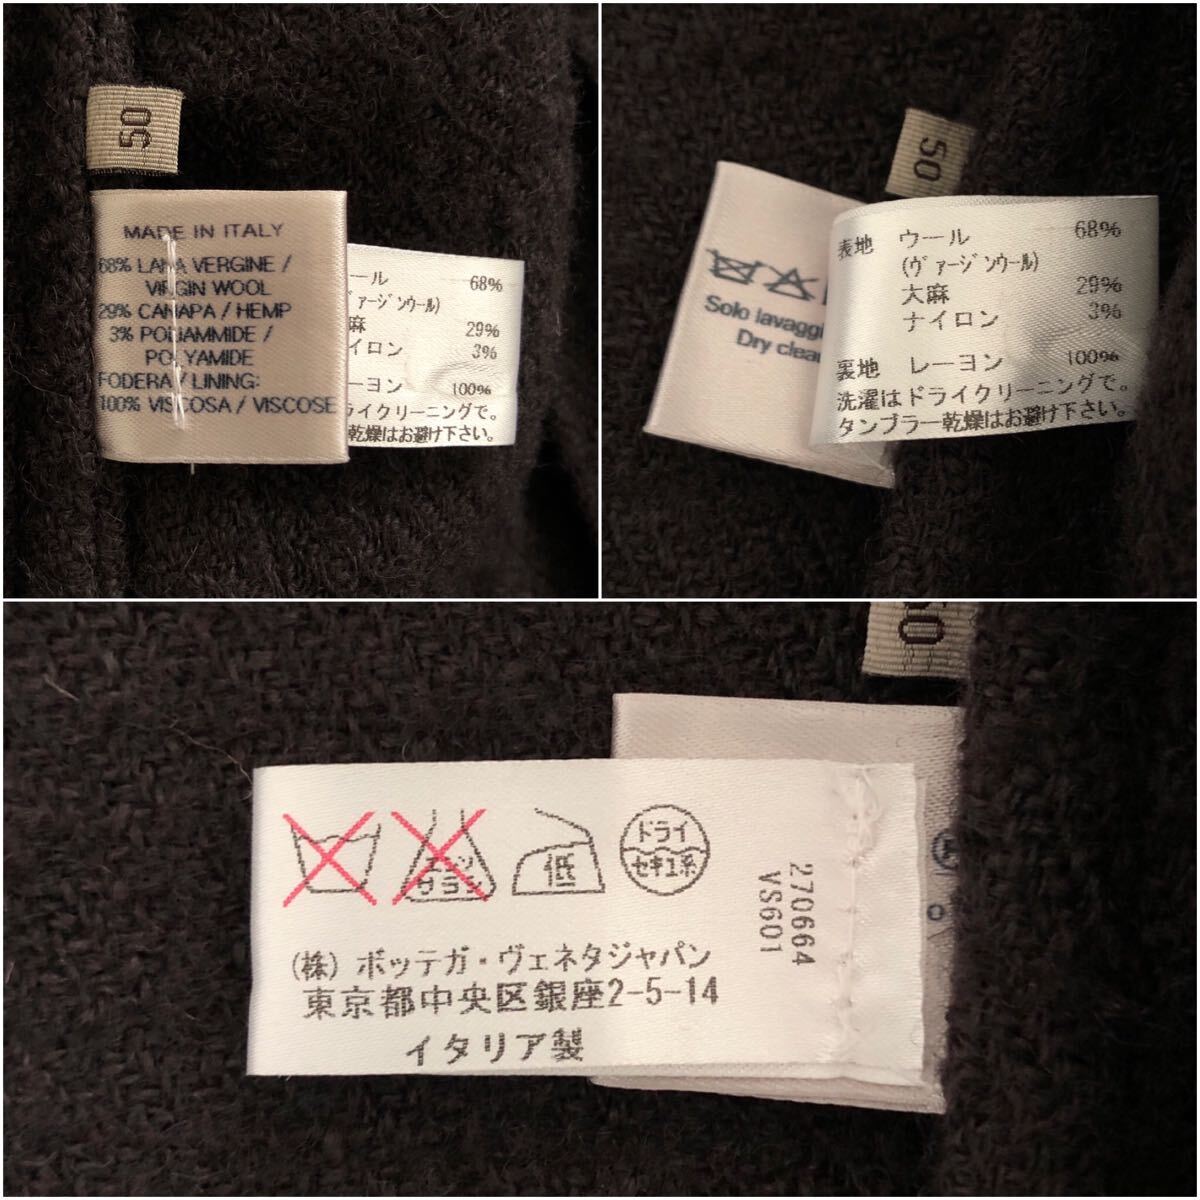 50
MADE IN ITALY
68% LANA VERGINE /
VIRGIN WOOL
29% CANAPA / HEMP
3% POLIAMMIDE /
POLYAMIDE
FODERA / LINING:
100% VISCOSA / VISCOSE
ール 68%
ァージンウール)
麻 29%
イロン 3%
ーヨン 100%
ライクリーニングで。
乾燥はお避け下さい。
50
Solo lavaggi
Dry clea
表地 ウール 68%
(ヴァージンウール)
大麻 29%
ナイロン 3%
裏地 レーヨン 100%
洗濯はドライクリーニングで。
タンブラー乾燥はお避け下さい。
50
エンソサラシ
低
ドライ
セキユ系
270664
VS601
(株) ボッテガ・ヴェネタジャパン
東京都中央区銀座2-5-14
イタリア製